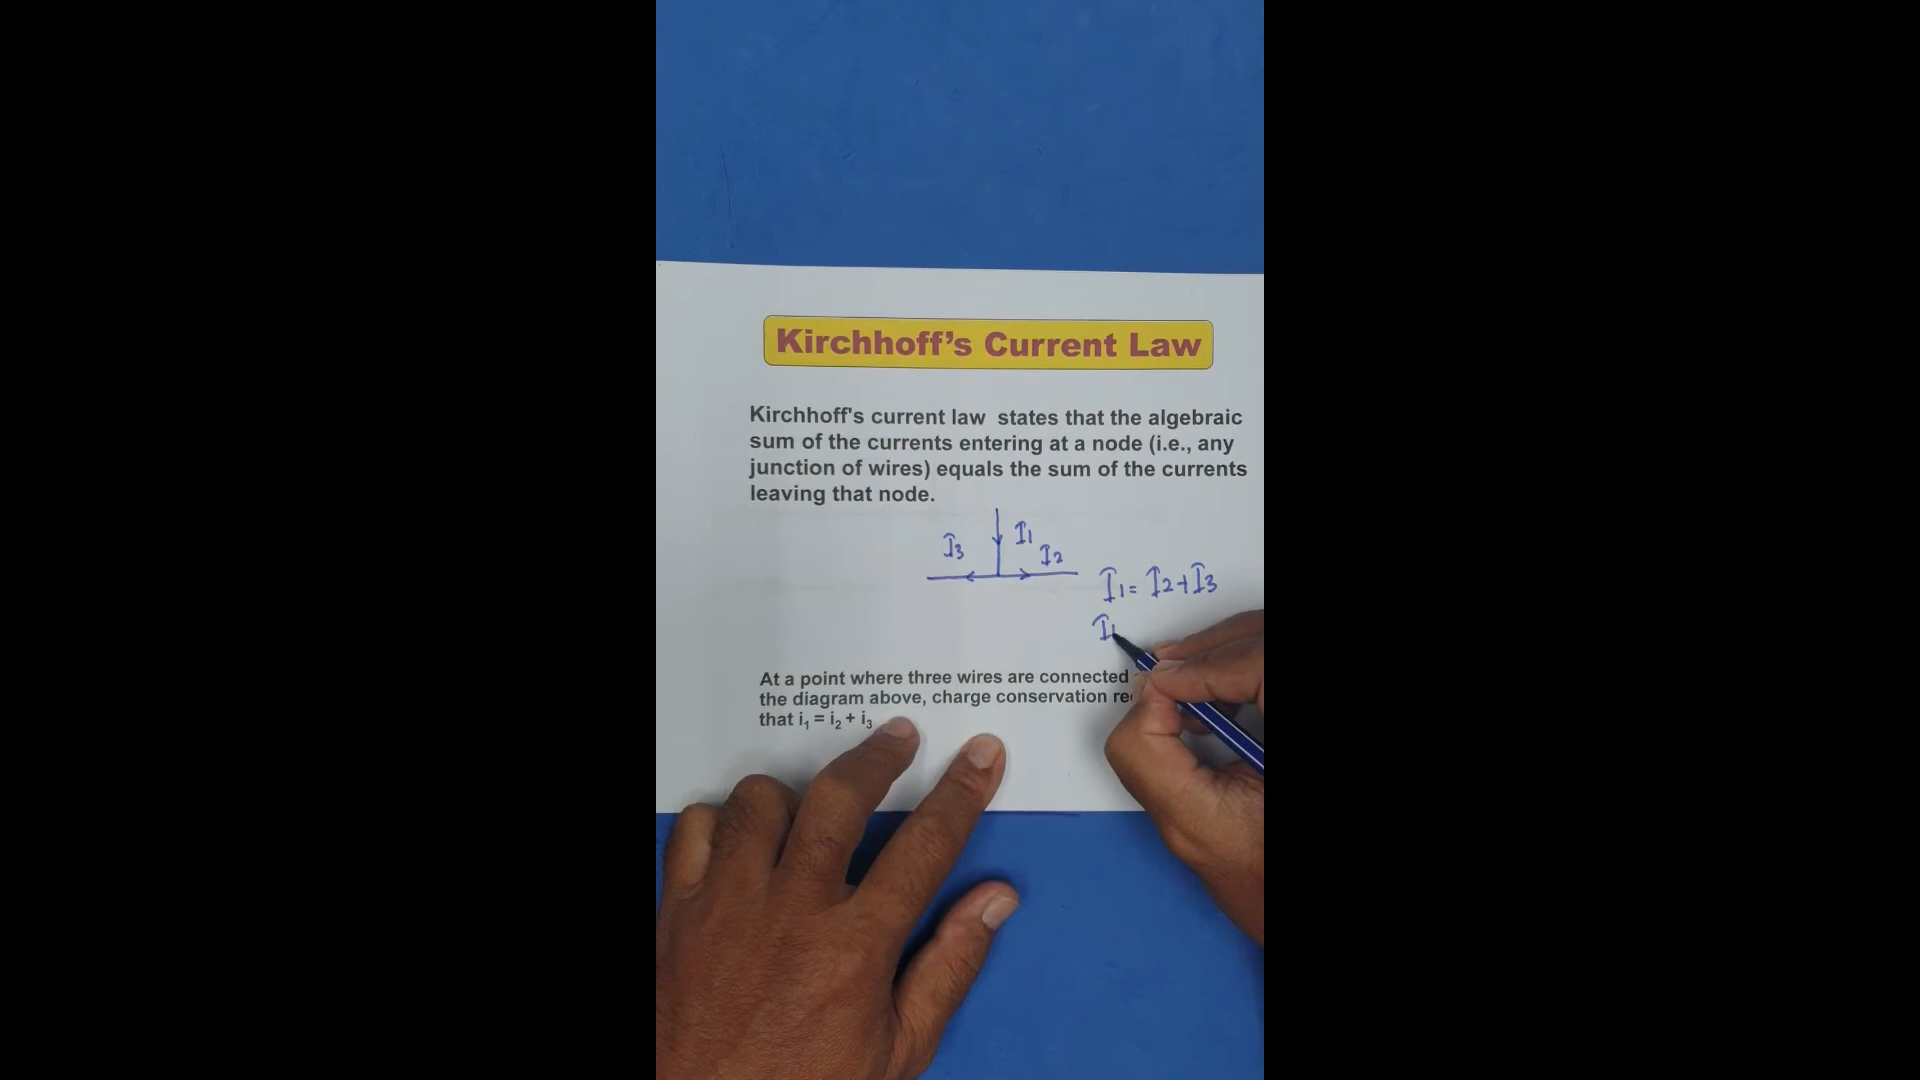 Kirchhoff's Current Law
Kirchhoff's current law states that the algebraic
sum of the currents entering at a node (i.e., any
junction of wires) equals the sum of the currents
leaving that node.
I3 I1
I2
I1 = I2 + I3
I1
At a point where three wires are connected
the diagram above, charge conservation
that i₁ = i₂ + i₃